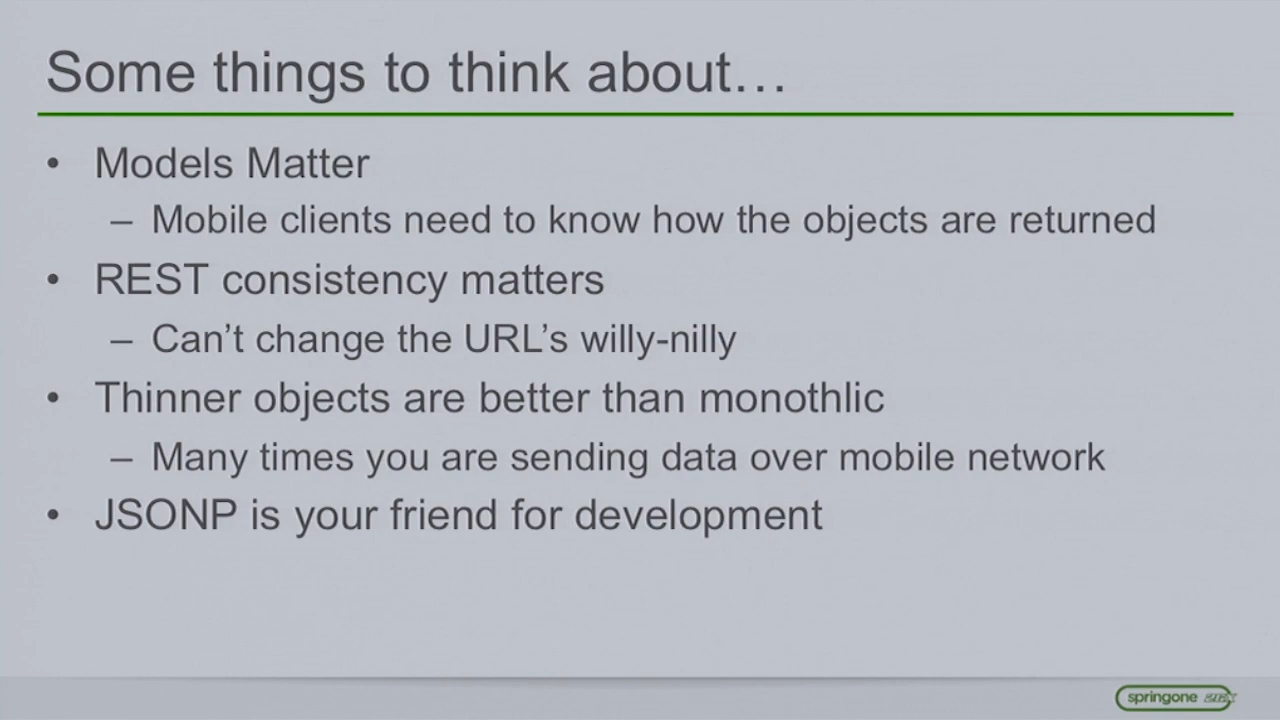 Some things to think about…
• Models Matter
– Mobile clients need to know how the objects are returned
• REST consistency matters
– Can’t change the URL’s willy-nilly
• Thinner objects are better than monothlic
– Many times you are sending data over mobile network
• JSONP is your friend for development
springone